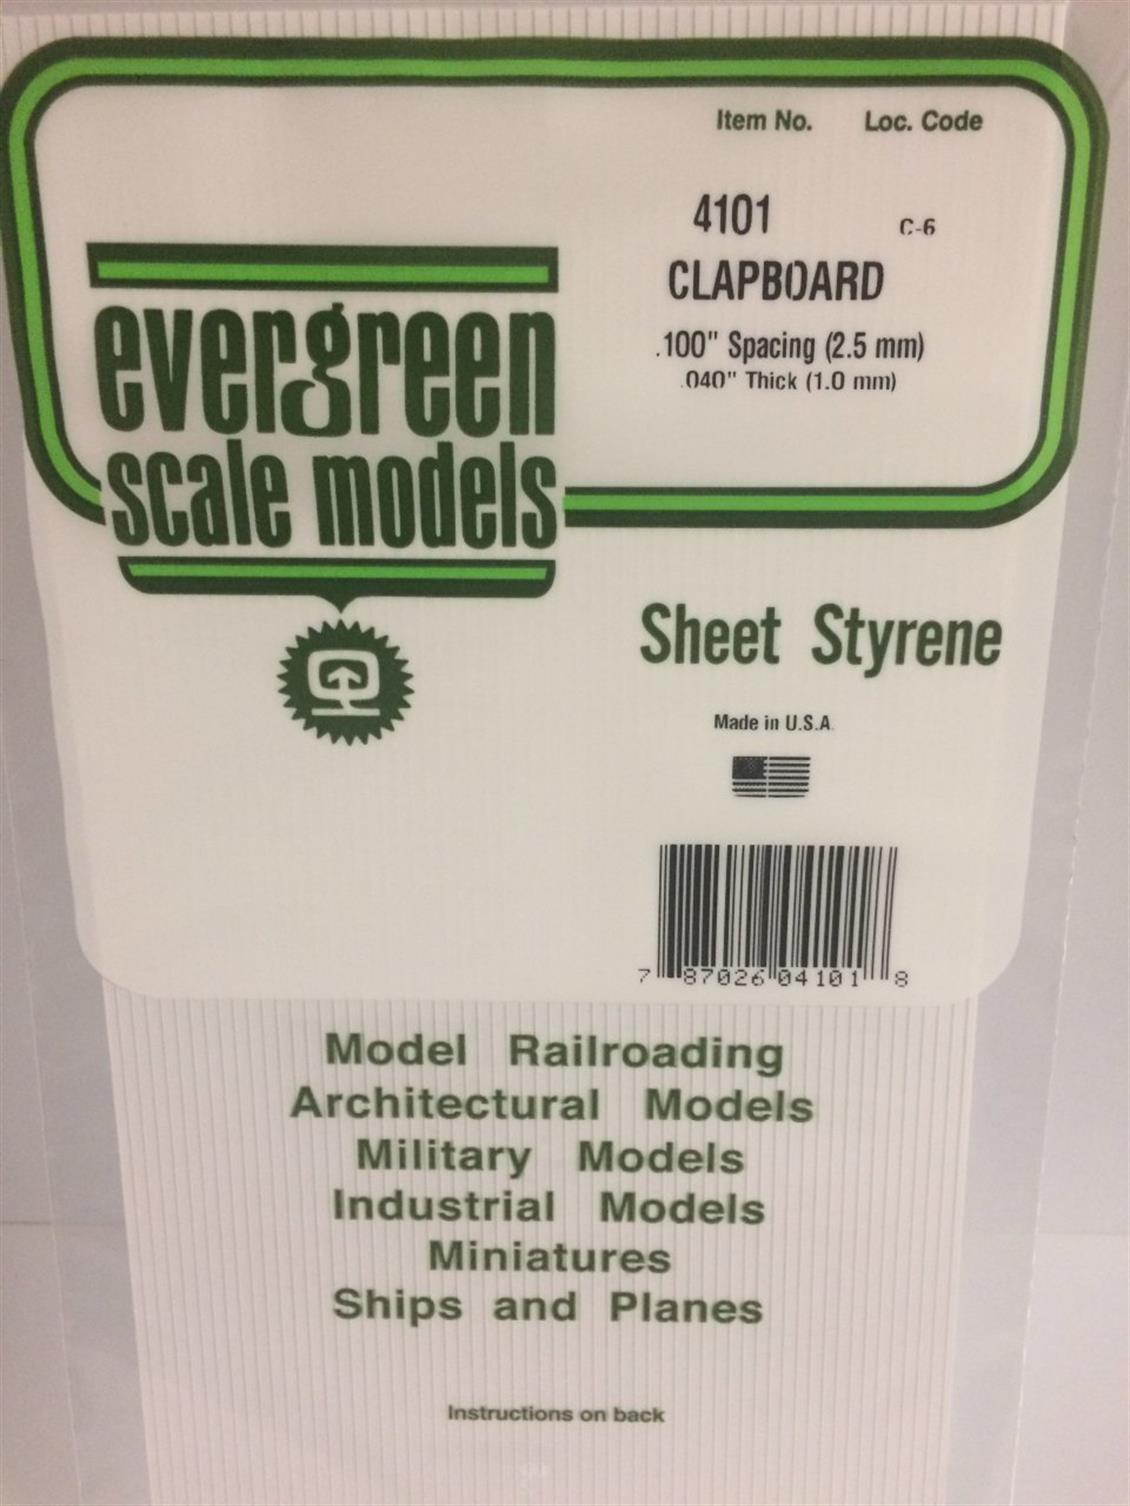 Item No. Loc. Code
4101 C-6
CLAPBOARD
.100" Spacing (2.5 mm)
.040" Thick (1.0 mm)
evergreen
scale models
Sheet Styrene
Made in U.S.A.
7 87026 04101 8
Model Railroading
Architectural Models
Military Models
Industrial Models
Miniatures
Ships and Planes
Instructions on back